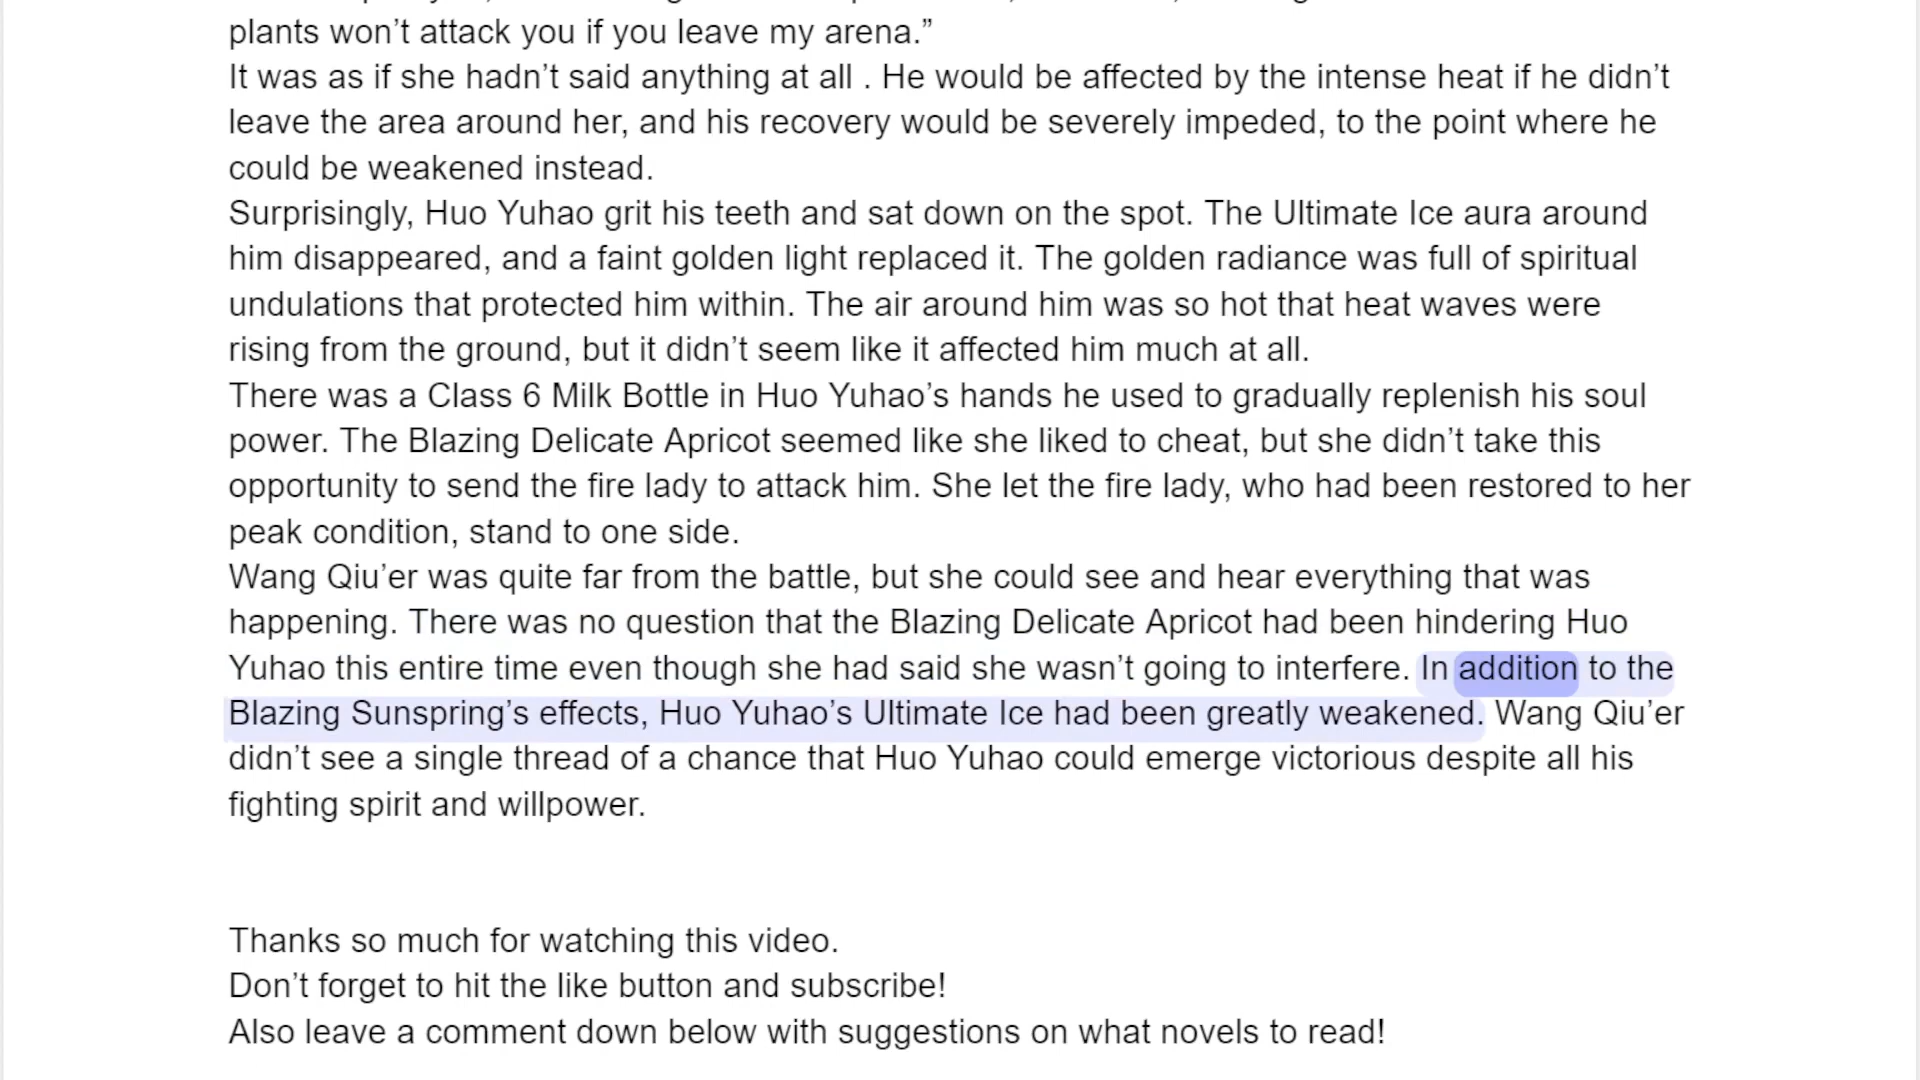 plants won’t attack you if you leave my arena.”
It was as if she hadn’t said anything at all . He would be affected by the intense heat if he didn’t
leave the area around her, and his recovery would be severely impeded, to the point where he
could be weakened instead.
Surprisingly, Huo Yuhao grit his teeth and sat down on the spot. The Ultimate Ice aura around
him disappeared, and a faint golden light replaced it. The golden radiance was full of spiritual
undulations that protected him within. The air around him was so hot that heat waves were
rising from the ground, but it didn’t seem like it affected him much at all.
There was a Class 6 Milk Bottle in Huo Yuhao’s hands he used to gradually replenish his soul
power. The Blazing Delicate Apricot seemed like she liked to cheat, but she didn’t take this
opportunity to send the fire lady to attack him. She let the fire lady, who had been restored to her
peak condition, stand to one side.
Wang Qiu’er was quite far from the battle, but she could see and hear everything that was
happening. There was no question that the Blazing Delicate Apricot had been hindering Huo
Yuhao this entire time even though she had said she wasn’t going to interfere. In addition to the
Blazing Sunspring’s effects, Huo Yuhao’s Ultimate Ice had been greatly weakened. Wang Qiu’er
didn’t see a single thread of a chance that Huo Yuhao could emerge victorious despite all his
fighting spirit and willpower.
Thanks so much for watching this video.
Don’t forget to hit the like button and subscribe!
Also leave a comment down below with suggestions on what novels to read!